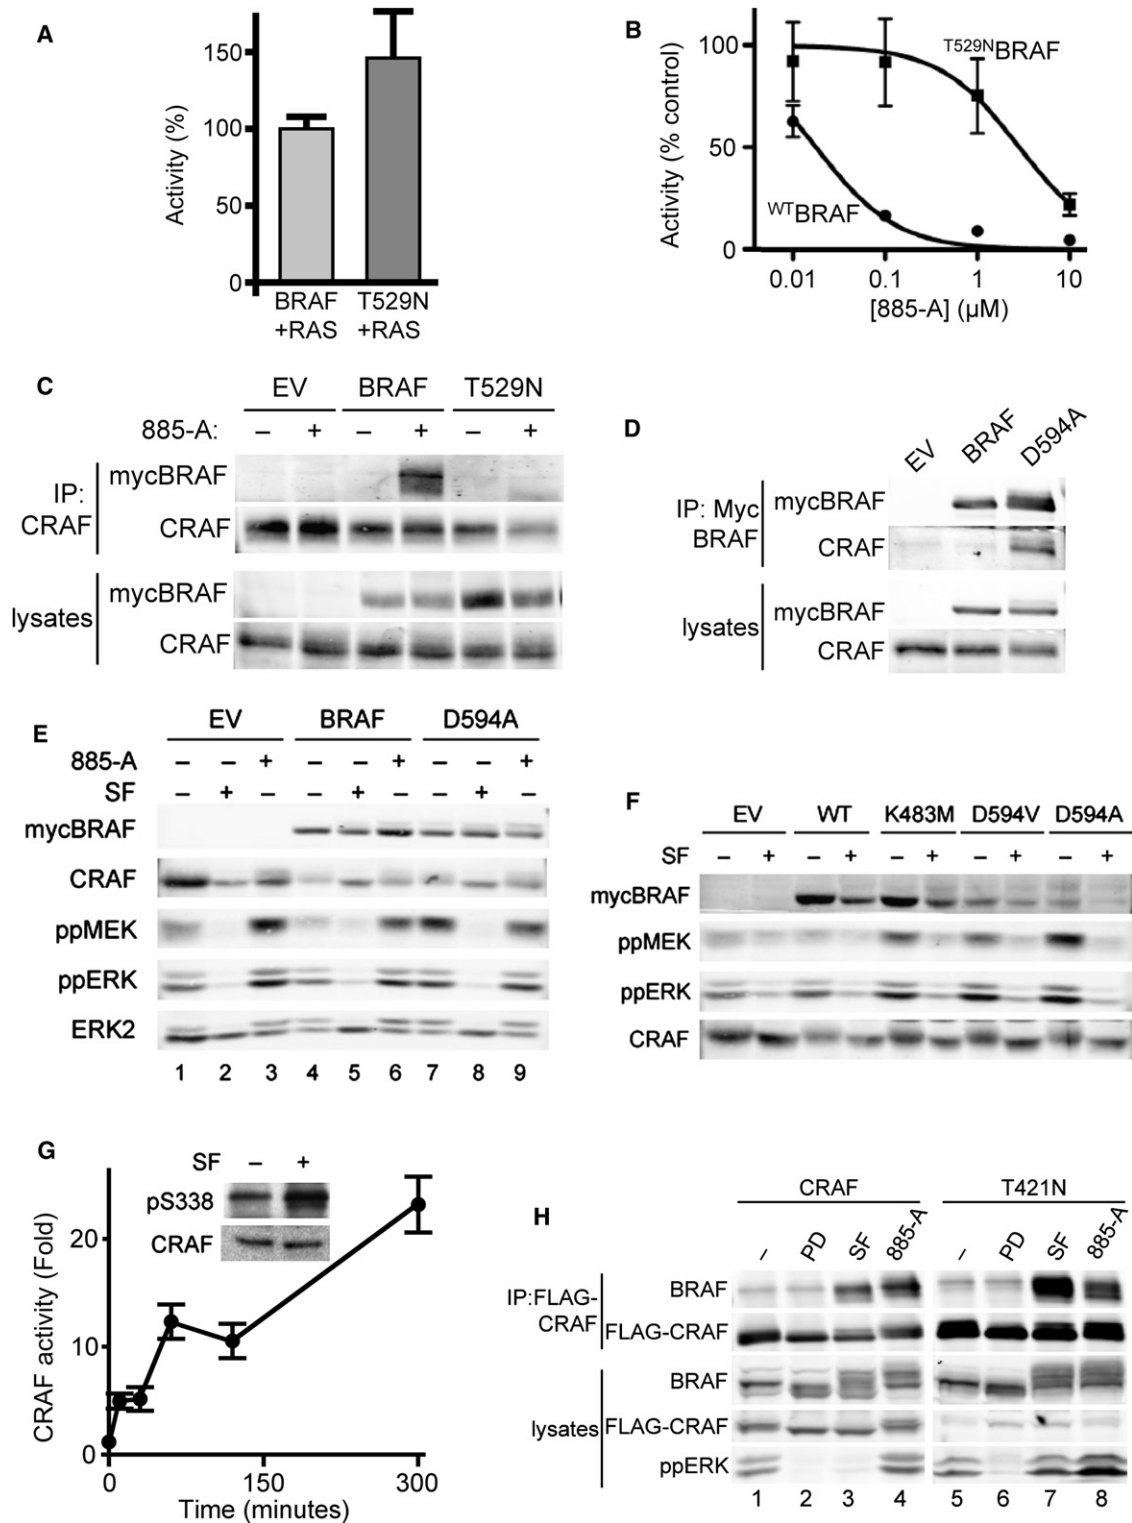 A
Activity (%)
150
100
50
0
BRAF +RAS
T529N +RAS
B
Activity (% control)
100
50
0
T529NBRAF
WTBRAF
0.01 0.1 1 10
[885-A] (µM)
C
EV BRAF T529N
885-A: – + – + – +
IP: CRAF
mycBRAF
CRAF
lysates
mycBRAF
CRAF
D
EV BRAF D594A
IP: Myc BRAF
mycBRAF
CRAF
lysates
mycBRAF
CRAF
E
EV BRAF D594A
885-A – – + – – + – – +
SF – + – – + – – + –
mycBRAF
CRAF
ppMEK
ppERK
ERK2
1 2 3 4 5 6 7 8 9
F
EV WT K483M D594V D594A
SF – + – + – + – + – +
mycBRAF
ppMEK
ppERK
CRAF
G
SF – +
pS338
CRAF
CRAF activity (Fold)
20
10
0
0 150 300
Time (minutes)
H
CRAF T421N
– PD SF 885-A – PD SF 885-A
IP:FLAG-CRAF
BRAF
FLAG-CRAF
lysates
BRAF
FLAG-CRAF
ppERK
1 2 3 4 5 6 7 8